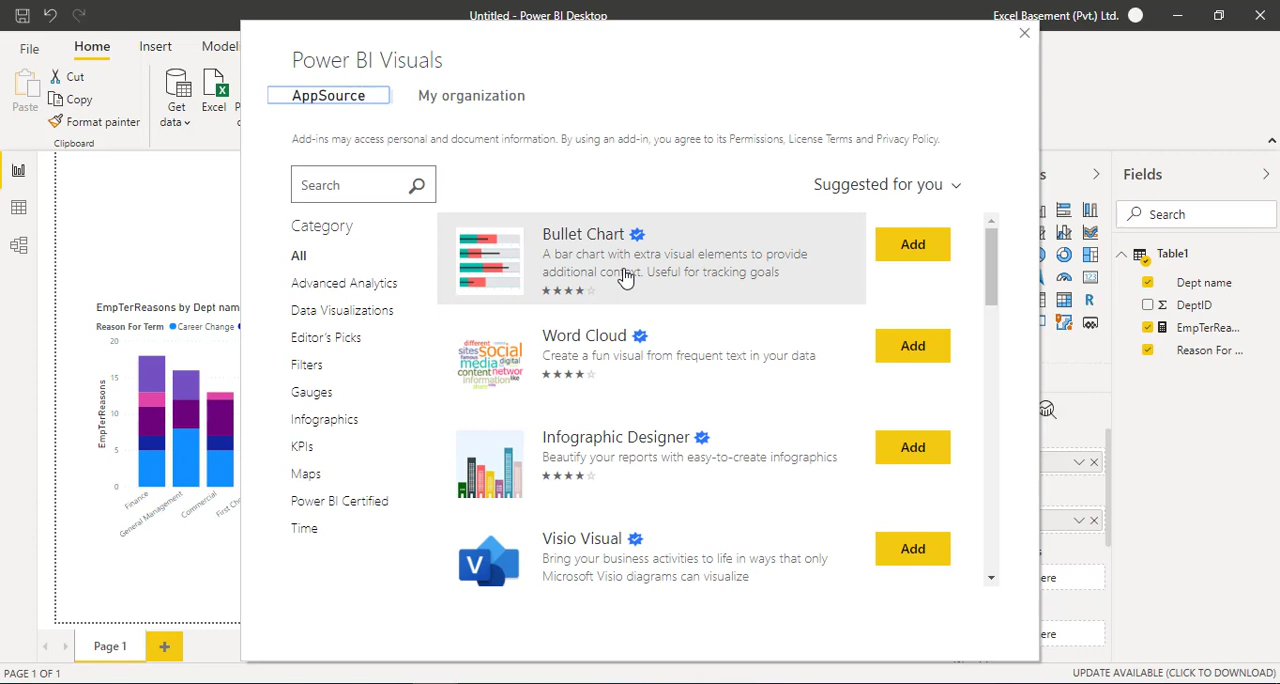 Untitled - Power BI Desktop
Excel Basement (Pvt.) Ltd.
File
Home
Insert
Paste
Cut
Copy
Format painter
Clipboard
Get data
Excel
Power BI Visuals
AppSource
My organization
Add-ins may access personal and document information. By using an add-in, you agree to its Permissions, License Terms and Privacy Policy.
Search
Suggested for you
Category
All
Advanced Analytics
Data Visualizations
Editor's Picks
Filters
Gauges
Infographics
KPIs
Maps
Power BI Certified
Time
Bullet Chart
A bar chart with extra visual elements to provide
additional context. Useful for tracking goals
Add
Word Cloud
Create a fun visual from frequent text in your data
Add
Infographic Designer
Beautify your reports with easy-to-create infographics
Add
Visio Visual
Bring your business activities to life in ways that only
Microsoft Visio diagrams can visualize
Add
EmpTerReasons by Dept nam
Reason For Term Career Change
EmpTerReasons
20
15
10
5
0
Finance
General Management
Commercial
First Ch
Fields
Search
Table1
Dept name
DeptID
EmpTerRea...
Reason For ...
Page 1
PAGE 1 OF 1
UPDATE AVAILABLE (CLICK TO DOWNLOAD)